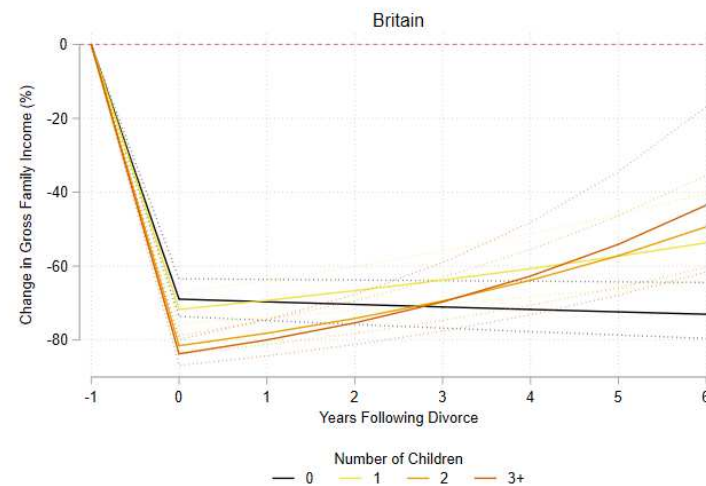 Britain
Change in Gross Family Income (%)
0
-20
-40
-60
-80
-1 0 1 2 3 4 5 6
Years Following Divorce
Number of Children
0 1 2 3+